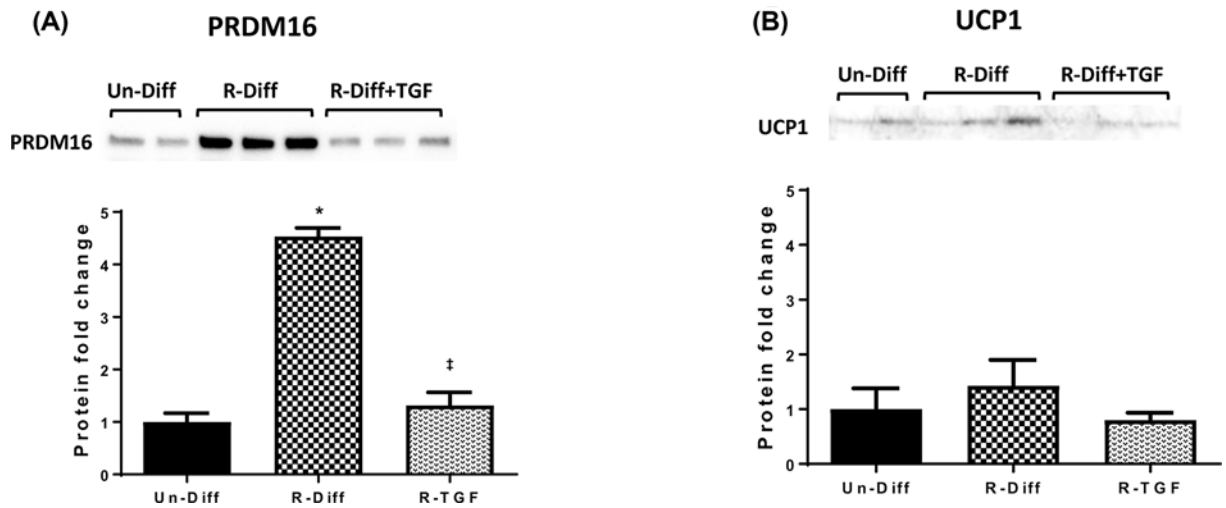 (A)
PRDM16
Un-Diff R-Diff R-Diff+TGF
PRDM16
Protein fold change
5
*
4
3
2
‡
1
0
Un-Diff R-Diff R-TGF
(B)
UCP1
Un-Diff R-Diff R-Diff+TGF
UCP1
Protein fold change
5
4
3
2
1
0
Un-Diff R-Diff R-TGF